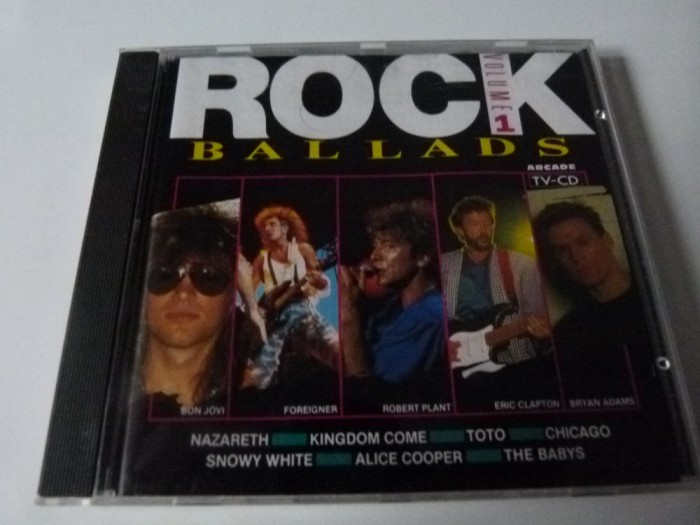 ROCK
VOLUME 1
BALLADS
ARCADE
TV-CD
BON JOVI FOREIGNER ROBERT PLANT ERIC CLAPTON BRYAN ADAMS
NAZARETH KINGDOM COME TOTO CHICAGO
SNOWY WHITE ALICE COOPER THE BABYS